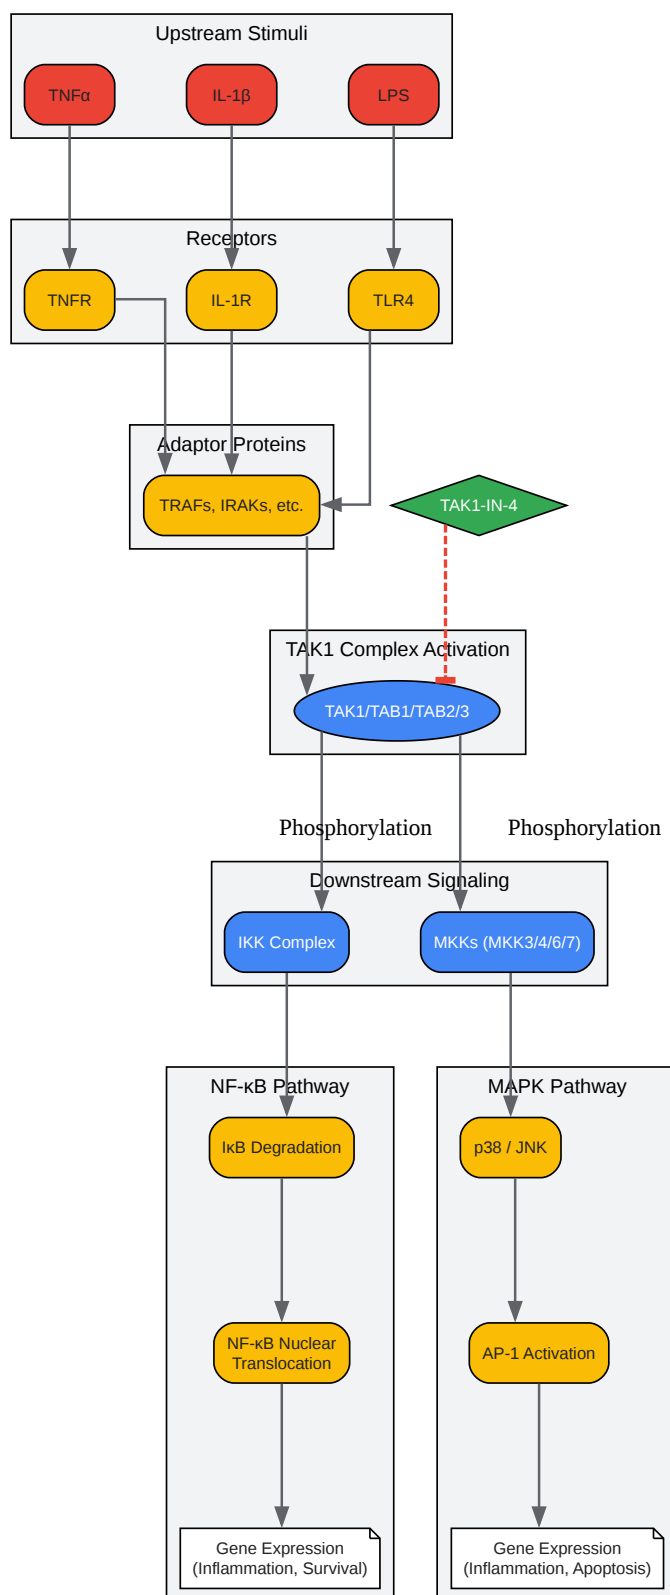 Upstream Stimuli
TNFα
IL-1β
LPS
Receptors
TNFR
IL-1R
TLR4
Adaptor Proteins
TRAFs, IRAKs, etc.
TAK1-IN-4
TAK1 Complex Activation
TAK1/TAB1/TAB2/3
Phosphorylation
Phosphorylation
Downstream Signaling
IKK Complex
MKKs (MKK3/4/6/7)
NF-κB Pathway
IκB Degradation
NF-κB Nuclear
Translocation
Gene Expression
(Inflammation, Survival)
MAPK Pathway
p38 / JNK
AP-1 Activation
Gene Expression
(Inflammation, Apoptosis)